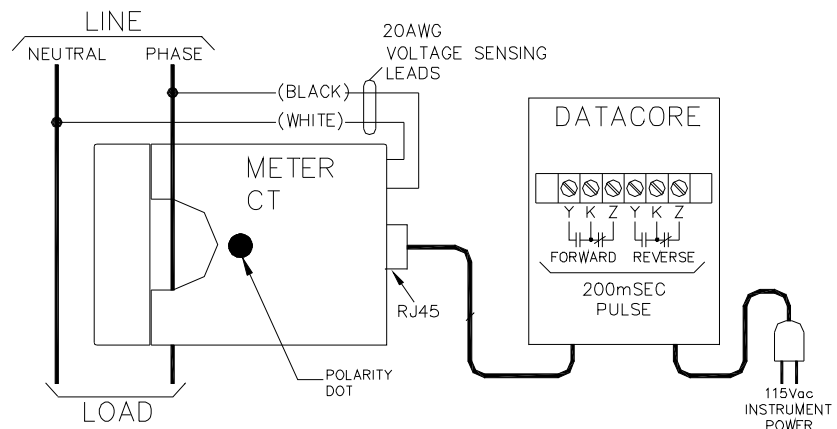 LINE
NEUTRAL PHASE
20AWG
VOLTAGE SENSING
LEADS
(BLACK)
(WHITE)
METER
CT
RJ45
POLARITY
DOT
LOAD
DATACORE
Y K Z Y K Z
FORWARD REVERSE
200mSEC
PULSE
115Vac
INSTRUMENT
POWER